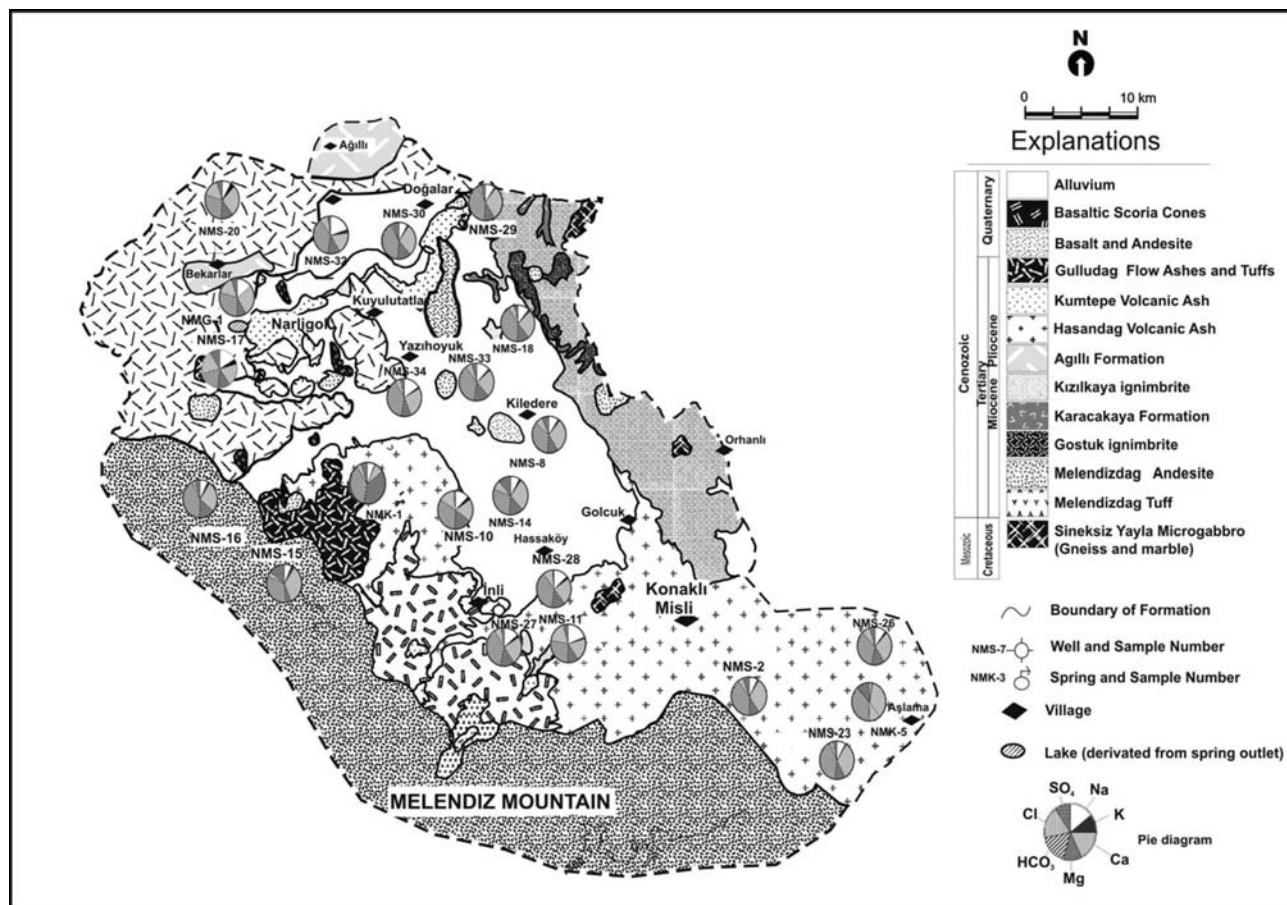 N
0 10 km
Explanations
Cenozoic
Quaternary
Tertiary
Pliocene
Miocene
Mesozoic
Cretaceous
Alluvium
Basaltic Scoria Cones
Basalt and Andesite
Gulludag Flow Ashes and Tuffs
Kumtepe Volcanic Ash
Hasandag Volcanic Ash
Agıllı Formation
Kızılkaya ignimbrite
Karacakaya Formation
Gostuk ignimbrite
Melendizdag Andesite
Melendizdag Tuff
Sineksiz Yayla Microgabbro
(Gneiss and marble)
Boundary of Formation
NMS-7 Well and Sample Number
NMK-3 Spring and Sample Number
Village
Lake (derivated from spring outlet)
SO4 Na
Cl K
HCO3 Ca
Mg
Pie diagram
Ağıllı
Doğalar
NMS-30
NMS-29
NMS-20
NMS-32
Bekarlar
Kuyulutatla
NMG-1
Narligol
NMS-17
NMS-18
Yazıhoyuk
NMS-33
NMS-34
Kiledere
NMS-8
Orhanlı
NMK-1
NMS-14
NMS-10
Golcuk
NMS-16
Hassaköy
NMS-15
NMS-28
Inli
Konaklı
Misli
NMS-27
NMS-11
NMS-26
NMS-2
Aşlama
NMK-5
NMS-23
MELENDIZ MOUNTAIN